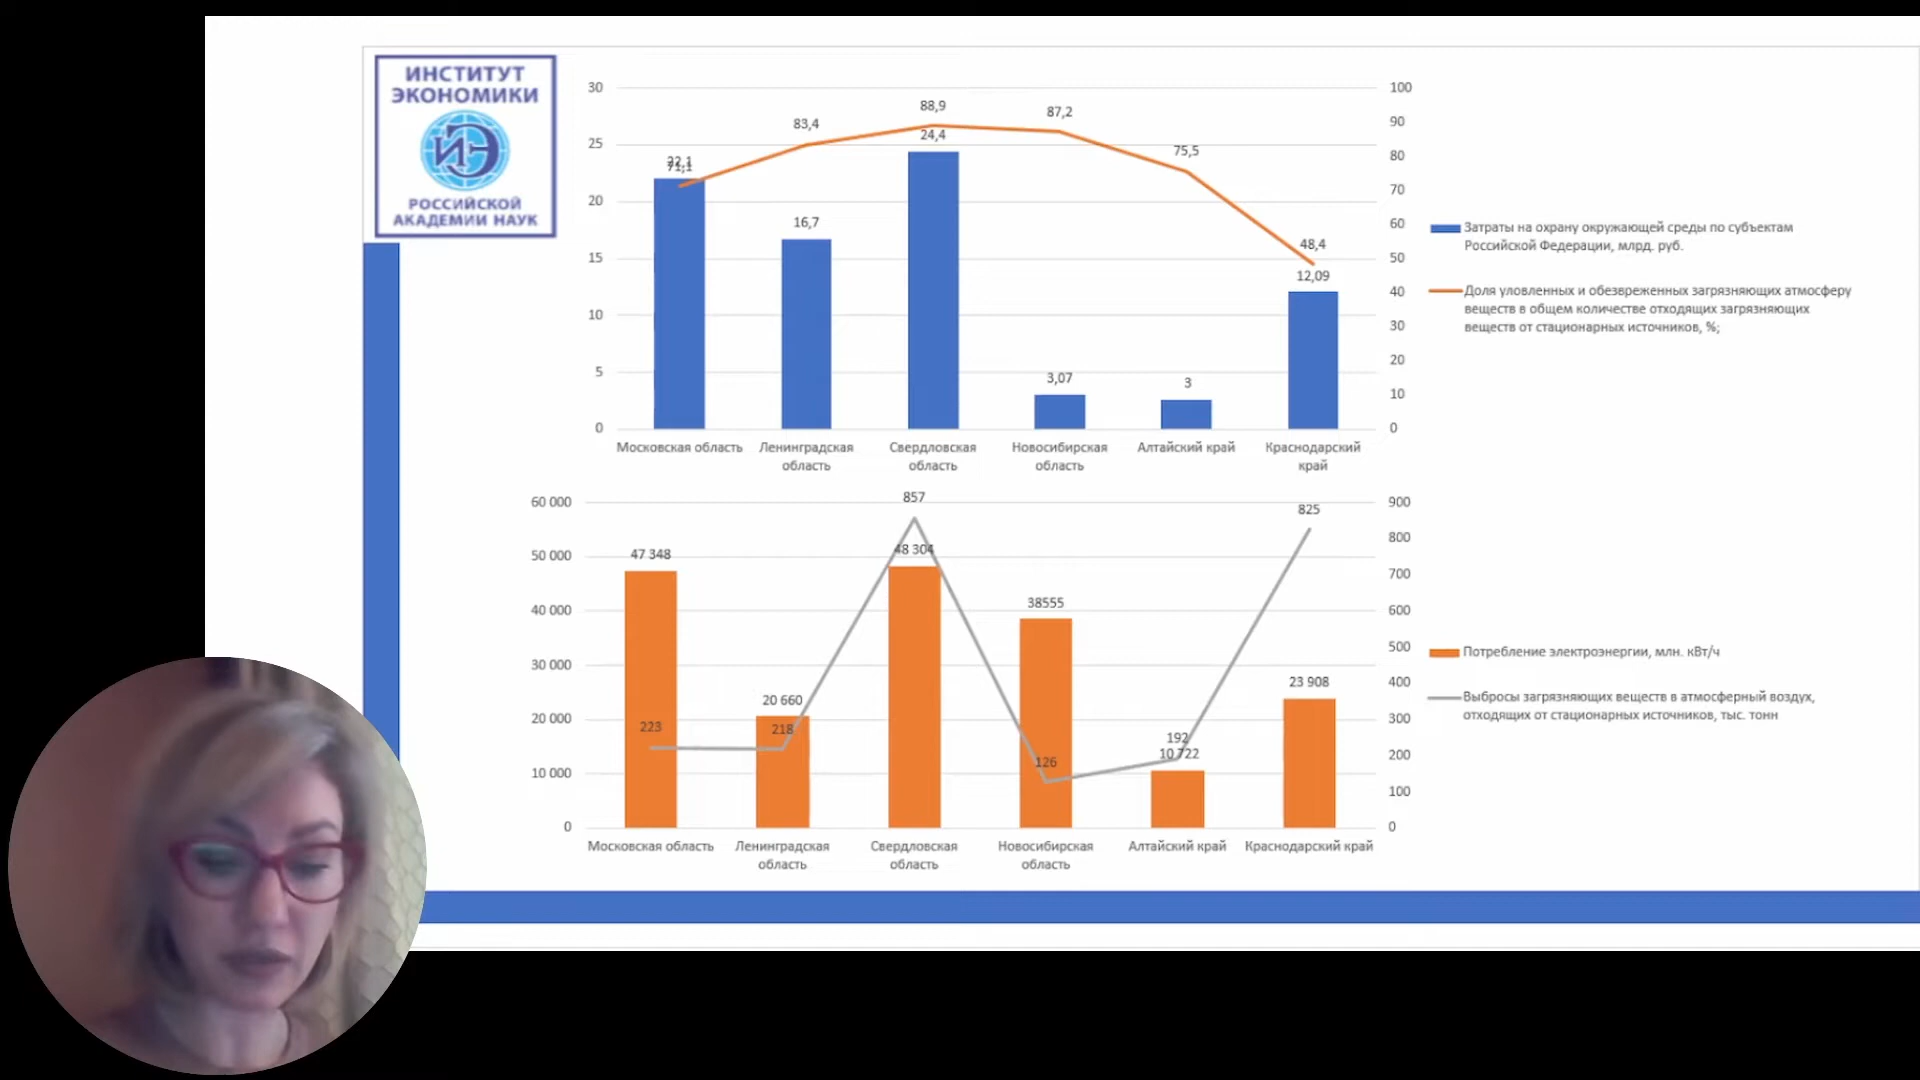 ИНСТИТУТ
ЭКОНОМИКИ
ИЭ
РОССИЙСКОЙ
АКАДЕМИИ НАУК
30
25
20
15
10
5
0
100
90
80
70
60
50
40
30
20
10
0
22,1
71,1
83,4
16,7
88,9
24,4
87,2
3,07
75,5
3
48,4
12,09
Московская область
Ленинградская
область
Свердловская
область
Новосибирская
область
Алтайский край
Краснодарский
край
Затраты на охрану окружающей среды по субъектам
Российской Федерации, млрд. руб.
Доля уловленных и обезвреженных загрязняющих атмосферу
веществ в общем количестве отходящих загрязняющих
веществ от стационарных источников, %;
60 000
50 000
40 000
30 000
20 000
10 000
0
900
800
700
600
500
400
300
200
100
0
47 348
223
20 660
218
857
48 304
38555
126
192
10 722
825
23 908
Московская область
Ленинградская
область
Свердловская
область
Новосибирская
область
Алтайский край
Краснодарский край
Потребление электроэнергии, млн. кВт/ч
Выбросы загрязняющих веществ в атмосферный воздух,
отходящих от стационарных источников, тыс. тонн